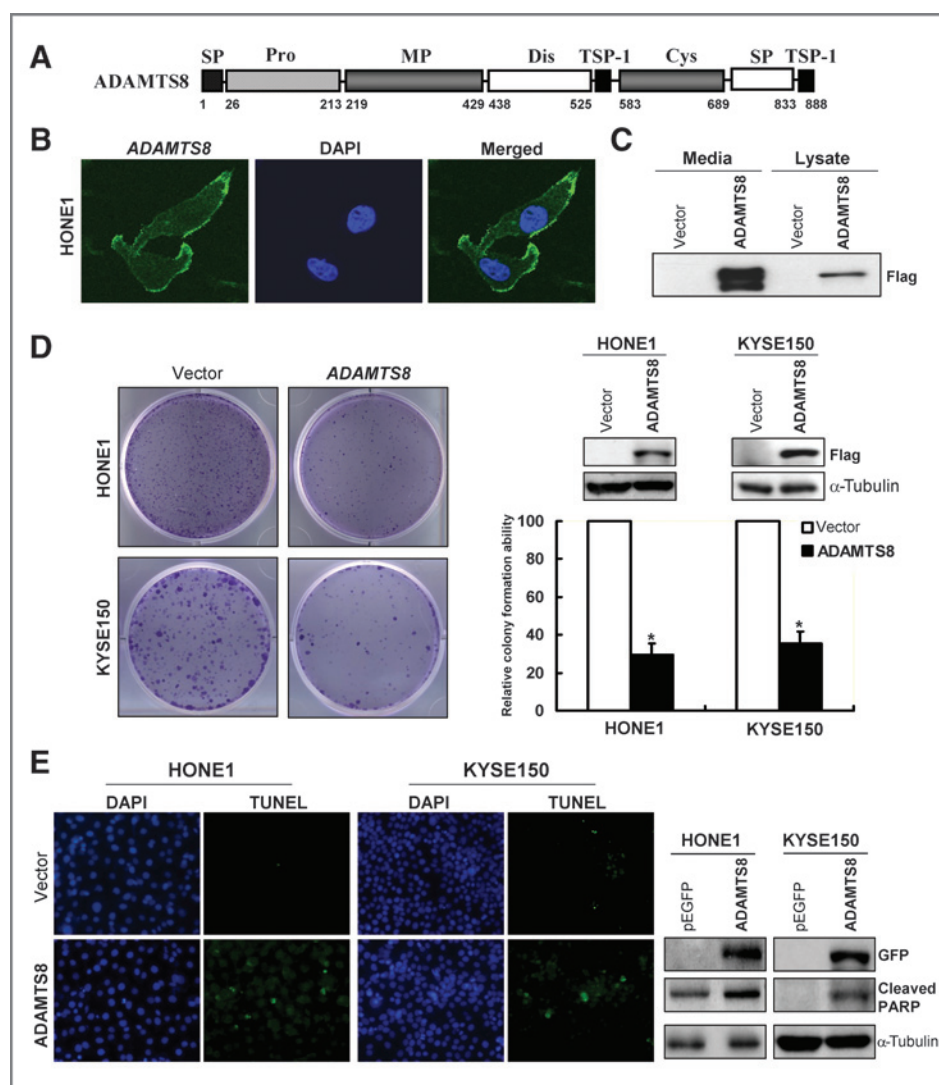 A
SP Pro MP Dis TSP-1 Cys SP TSP-1
ADAMTS8
1 26 213 219 429 438 525 583 689 833 888
B
ADAMTS8 DAPI Merged
HONE1
C
Media Lysate
Vector ADAMTS8 Vector ADAMTS8
Flag
D
Vector ADAMTS8
HONE1
KYSE150
HONE1 KYSE150
Vector ADAMTS8 Vector ADAMTS8
Flag
α-Tubulin
Relative colony formation ability
100
80
60
40
20
0
Vector
ADAMTS8
* *
HONE1 KYSE150
E
HONE1 KYSE150
DAPI TUNEL DAPI TUNEL
Vector
ADAMTS8
HONE1 KYSE150
pEGFP ADAMTS8 pEGFP ADAMTS8
GFP
Cleaved
PARP
α-Tubulin